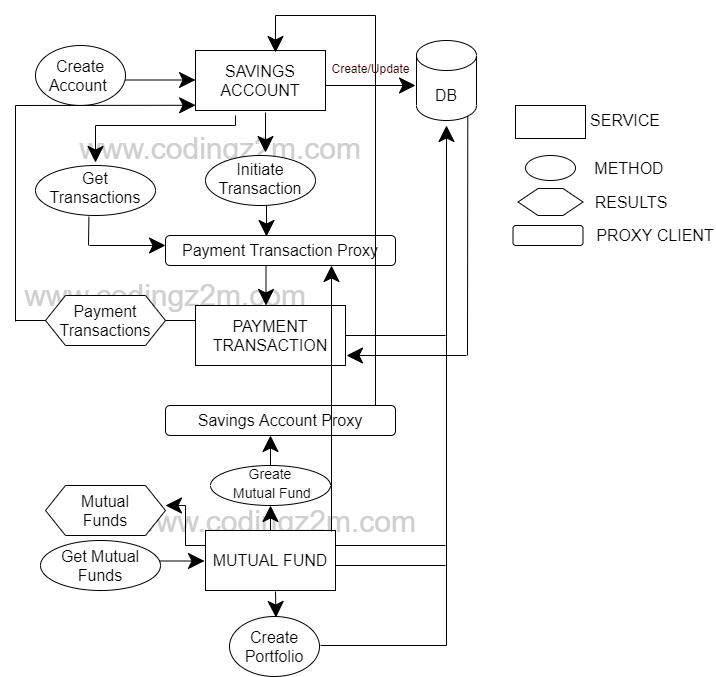 Create
Account
SAVINGS
ACCOUNT
Create/Update
DB
SERVICE
www.codingz2m.com
Get
Transactions
Initiate
Transaction
METHOD
RESULTS
PROXY CLIENT
Payment Transaction Proxy
www.codingz2m.com
Payment
Transactions
PAYMENT
TRANSACTION
Savings Account Proxy
Greate
Mutual Fund
Mutual
Funds
ww.codingz2m.com
Get Mutual
Funds
MUTUAL FUND
Create
Portfolio